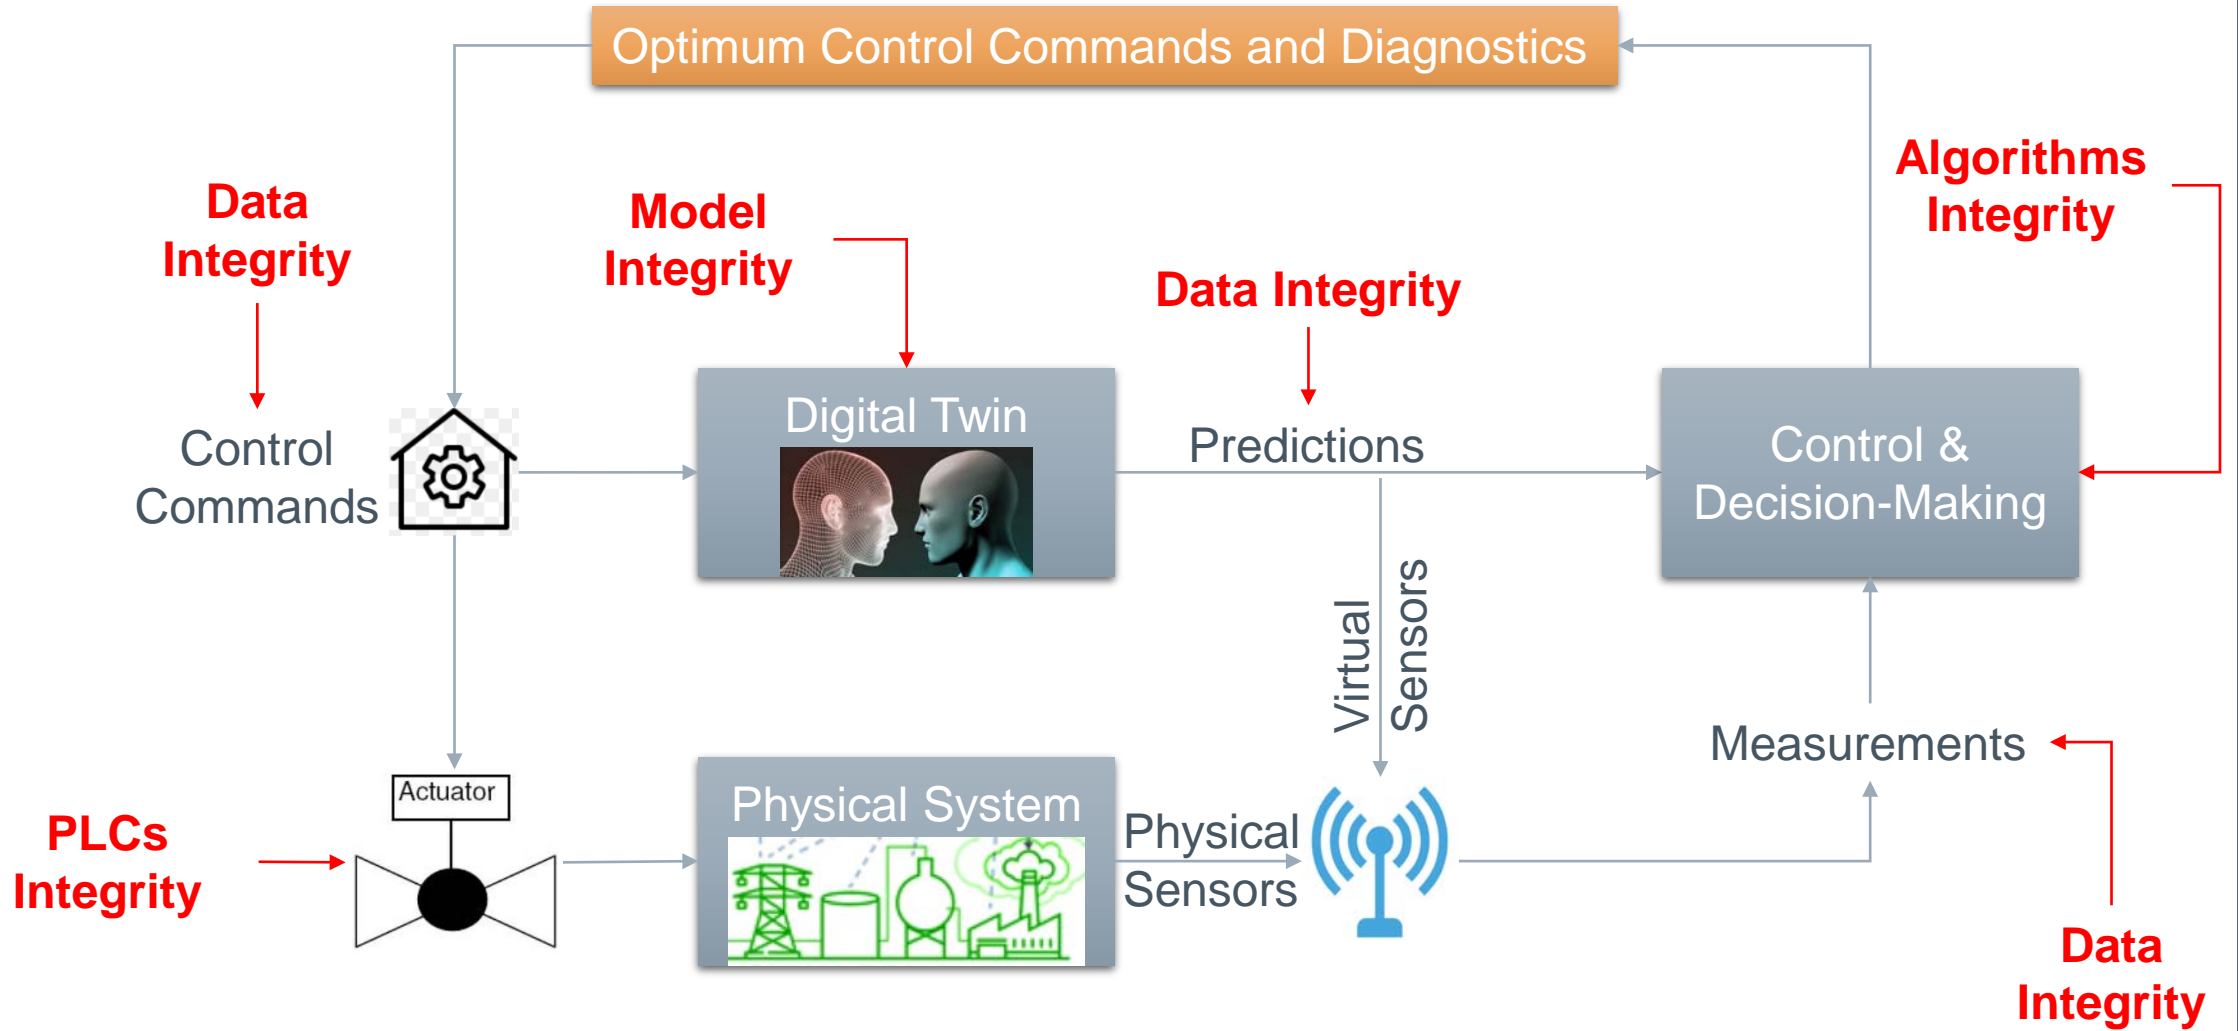 Optimum Control Commands and Diagnostics
Algorithms
Integrity
Data
Integrity
Model
Integrity
Data Integrity
Control
Commands
Digital Twin
Predictions
Control &
Decision-Making
Virtual
Sensors
Measurements
Actuator
PLCs
Integrity
Physical System
Physical
Sensors
Data
Integrity